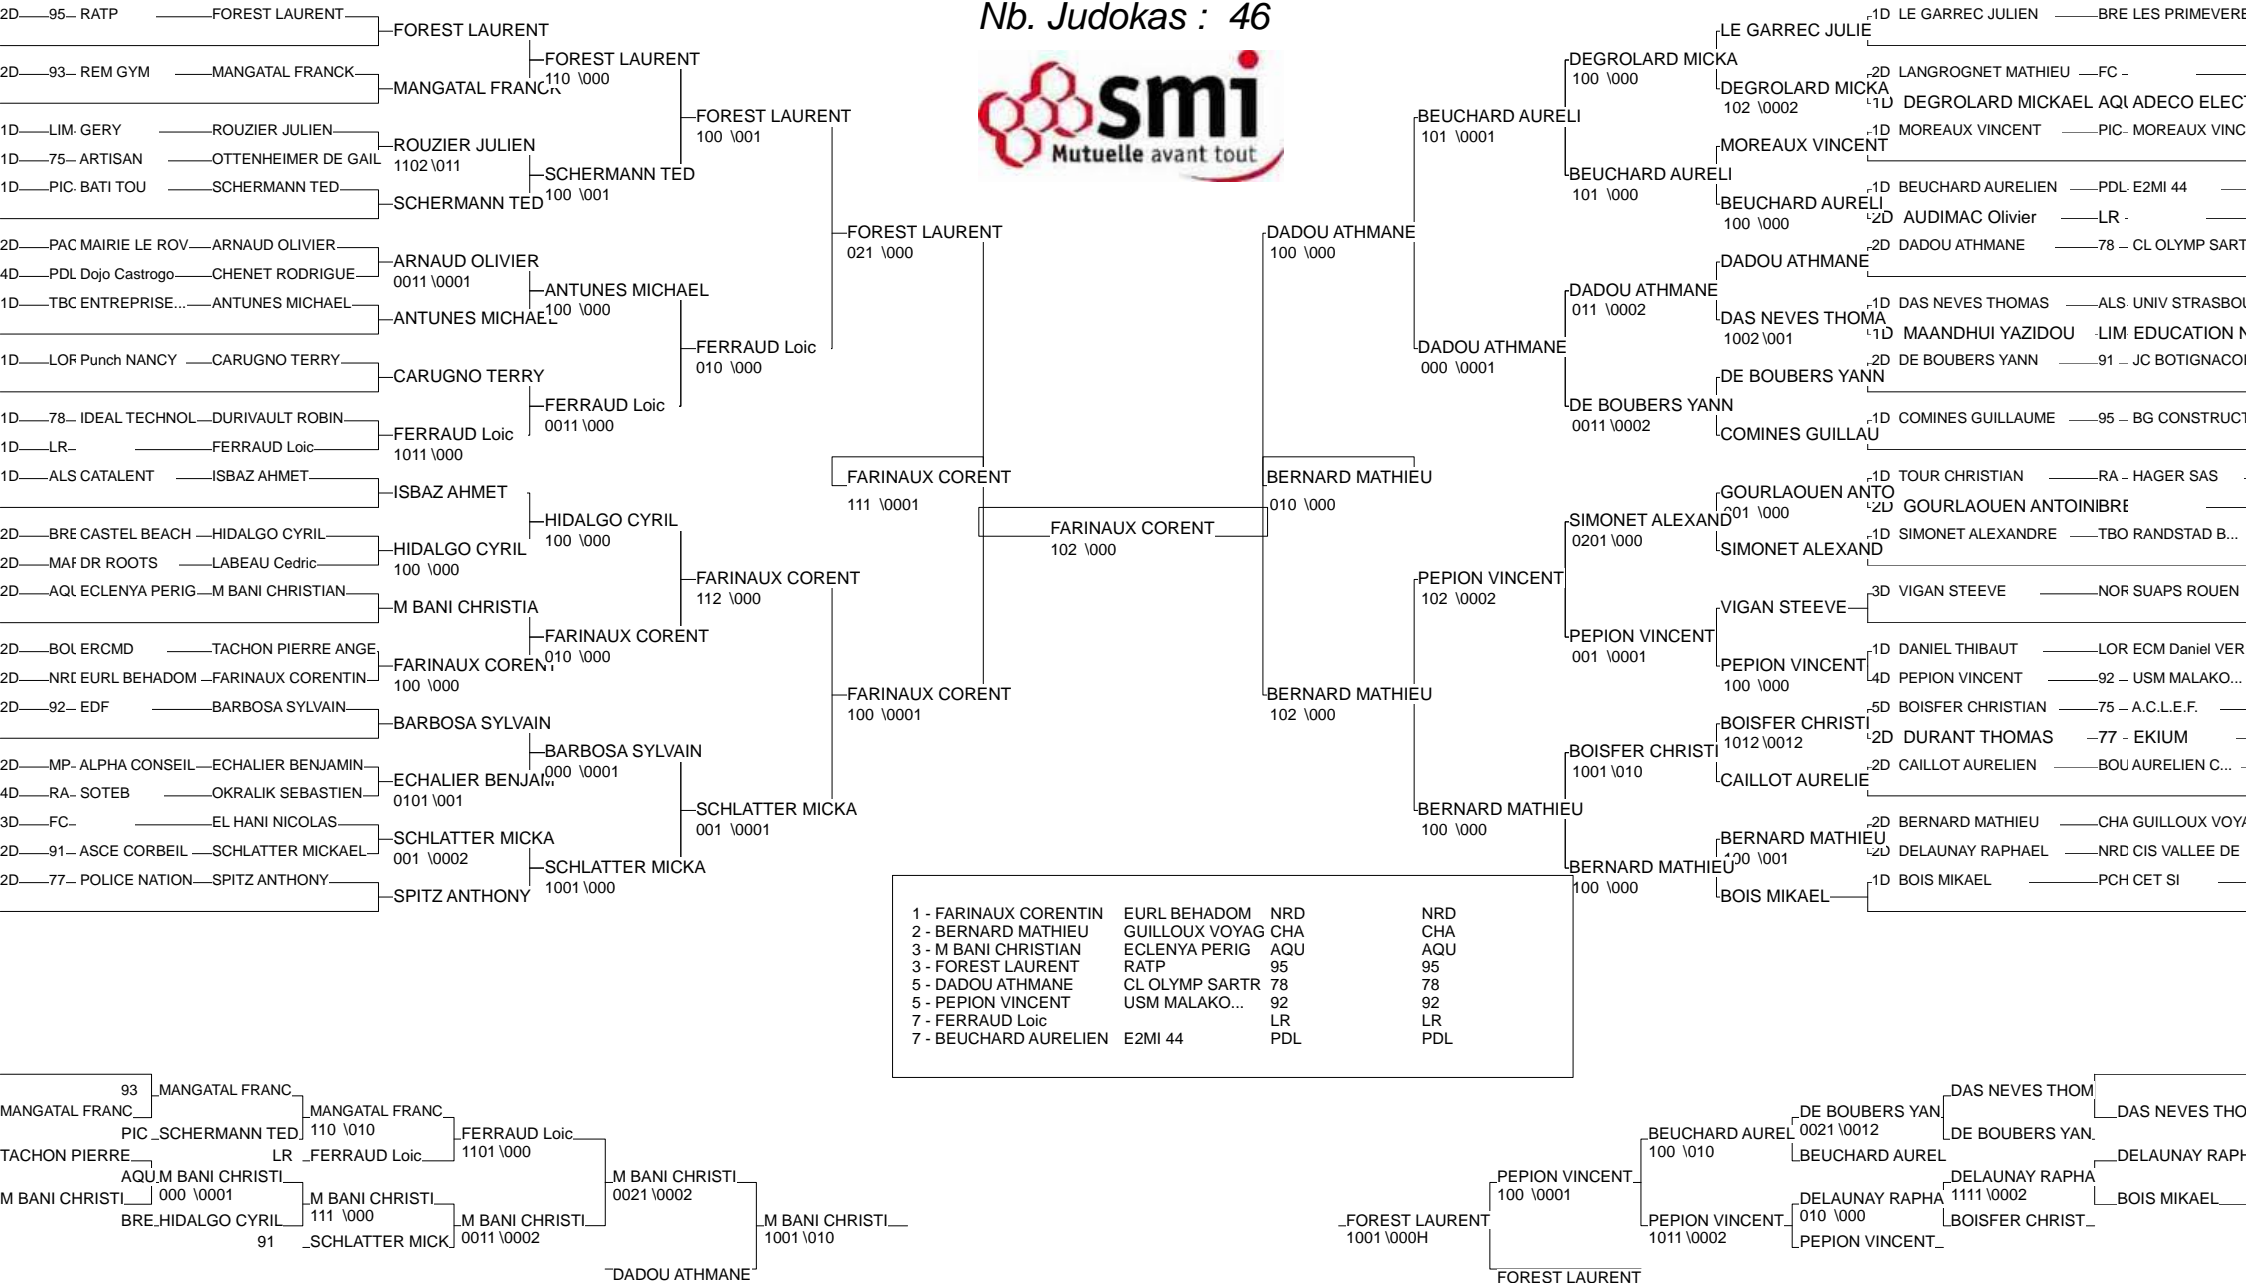 Nb. Judokas : 46
smi
Mutuelle avant tout
2D 95 RATP FOREST LAURENT
2D 93 REM GYM MANGATAL FRANCK
1D LIM GERY ROUZIER JULIEN
1D 75 ARTISAN OTTENHEIMER DE GAIL
1D PIC BATI TOU SCHERMANN TED
2D PAC MAIRIE LE ROV ARNAUD OLIVIER
4D PDL Dojo Castrogo CHENET RODRIGUE
1D TBO ENTREPRISE... ANTUNES MICHAEL
1D LOR Punch NANCY CARUGNO TERRY
1D 78 IDEAL TECHNOL DURIVAULT ROBIN
1D LR FERRAUD Loic
1D ALS CATALENT ISBAZ AHMET
2D BRE CASTEL BEACH HIDALGO CYRIL
2D MAR DR ROOTS LABEAU Cedric
2D AQU ECLENYA PERIG M BANI CHRISTIAN
2D BOU ERCMD TACHON PIERRE ANGE
2D NRD EURL BEHADOM FARINAUX CORENTIN
2D 92 EDF BARBOSA SYLVAIN
2D MP ALPHA CONSEIL ECHALIER BENJAMIN
4D RA SOTEB OKRALIK SEBASTIEN
3D FC EL HANI NICOLAS
2D 91 ASCE CORBEIL SCHLATTER MICKAEL
2D 77 POLICE NATION SPITZ ANTHONY
FOREST LAURENT
MANGATAL FRANCK
ROUZIER JULIEN
1102 \011
SCHERMANN TED
ARNAUD OLIVIER
0011 \0001
ANTUNES MICHAEL
CARUGNO TERRY
FERRAUD Loic
1011 \000
ISBAZ AHMET
HIDALGO CYRIL
100 \000
M BANI CHRISTIA
FARINAUX CORENT
100 \000
BARBOSA SYLVAIN
ECHALIER BENJAM
0101 \001
SCHLATTER MICKA
001 \0002
SPITZ ANTHONY
FOREST LAURENT
110 \000
SCHERMANN TED
100 \001
ANTUNES MICHAEL
100 \000
FERRAUD Loic
0011 \000
HIDALGO CYRIL
100 \000
FARINAUX CORENT
010 \000
BARBOSA SYLVAIN
000 \0001
SCHLATTER MICKA
1001 \000
FOREST LAURENT
100 \001
FERRAUD Loic
010 \000
FARINAUX CORENT
112 \000
SCHLATTER MICKA
001 \0001
FOREST LAURENT
021 \000
FARINAUX CORENT
111 \0001
FARINAUX CORENT
100 \0001
FARINAUX CORENT
102 \000
DADOU ATHMANE
100 \000
BERNARD MATHIEU
010 \000
BERNARD MATHIEU
102 \000
BEUCHARD AURELI
101 \0001
DADOU ATHMANE
000 \0001
PEPION VINCENT
102 \0002
BERNARD MATHIEU
100 \000
DEGROLARD MICKA
100 \000
BEUCHARD AURELI
101 \000
DADOU ATHMANE
011 \0002
DE BOUBERS YANN
0011 \0002
SIMONET ALEXAND
0201 \000
PEPION VINCENT
001 \0001
BOISFER CHRISTI
1001 \010
BERNARD MATHIEU
100 \000
LE GARREC JULIE
DEGROLARD MICKA
102 \0002
MOREAUX VINCENT
BEUCHARD AURELI
100 \000
DADOU ATHMANE
DAS NEVES THOMA
1002 \001
DE BOUBERS YANN
COMINES GUILLAU
GOURLAOUEN ANTO
001 \000
SIMONET ALEXAND
VIGAN STEEVE
PEPION VINCENT
100 \000
BOISFER CHRISTI
1012 \0012
CAILLOT AURELIE
BERNARD MATHIEU
100 \001
BOIS MIKAEL
1D LE GARREC JULIEN BRE LES PRIMEVERE
2D LANGROGNET MATHIEU FC
1D DEGROLARD MICKAEL AQU ADECO ELECT
1D MOREAUX VINCENT PIC MOREAUX VINC
1D BEUCHARD AURELIEN PDL E2MI 44
2D AUDIMAC Olivier LR
2D DADOU ATHMANE 78 CL OLYMP SART
1D DAS NEVES THOMAS ALS UNIV STRASBOU
1D MAANDHUI YAZIDOU LIM EDUCATION N
2D DE BOUBERS YANN 91 JC BOTIGNACO
1D COMINES GUILLAUME 95 BG CONSTRUCT
1D TOUR CHRISTIAN RA HAGER SAS
2D GOURLAOUEN ANTOINE BRE
1D SIMONET ALEXANDRE TBO RANDSTAD B...
3D VIGAN STEEVE NOR SUAPS ROUEN
1D DANIEL THIBAUT LOR ECM Daniel VER
4D PEPION VINCENT 92 USM MALAKO...
5D BOISFER CHRISTIAN 75 A.C.L.E.F.
2D DURANT THOMAS 77 EKIUM
2D CAILLOT AURELIEN BOU AURELIEN C...
2D BERNARD MATHIEU CHA GUILLOUX VOYA
2D DELAUNAY RAPHAEL NRD CIS VALLEE DE
1D BOIS MIKAEL PCH CET SI
1 - FARINAUX CORENTIN EURL BEHADOM NRD NRD
2 - BERNARD MATHIEU GUILLOUX VOYAG CHA CHA
3 - M BANI CHRISTIAN ECLENYA PERIG AQU AQU
3 - FOREST LAURENT RATP 95 95
5 - DADOU ATHMANE CL OLYMP SARTR 78 78
5 - PEPION VINCENT USM MALAKO... 92 92
7 - FERRAUD Loic LR LR
7 - BEUCHARD AURELIEN E2MI 44 PDL PDL
MANGATAL FRANC
TACHON PIERRE
M BANI CHRISTI
93 MANGATAL FRANC
PIC SCHERMANN TED
AQU M BANI CHRISTI
000 \0001
BRE HIDALGO CYRIL
MANGATAL FRANC
110 \010
LR FERRAUD Loic
M BANI CHRISTI
111 \000
91 SCHLATTER MICK
FERRAUD Loic
1101 \000
M BANI CHRISTI
0011 \0002
M BANI CHRISTI
0021 \0002
DADOU ATHMANE
M BANI CHRISTI
1001 \010
FOREST LAURENT
1001 \000H
PEPION VINCENT
100 \0001
FOREST LAURENT
BEUCHARD AUREL
100 \010
PEPION VINCENT
1011 \0002
DE BOUBERS YAN
0021 \0012
BEUCHARD AUREL
DELAUNAY RAPHA
010 \000
PEPION VINCENT
DAS NEVES THOM
DE BOUBERS YAN
DELAUNAY RAPHA
1111 \0002
BOISFER CHRIST
DAS NEVES THO
DELAUNAY RAPH
BOIS MIKAEL